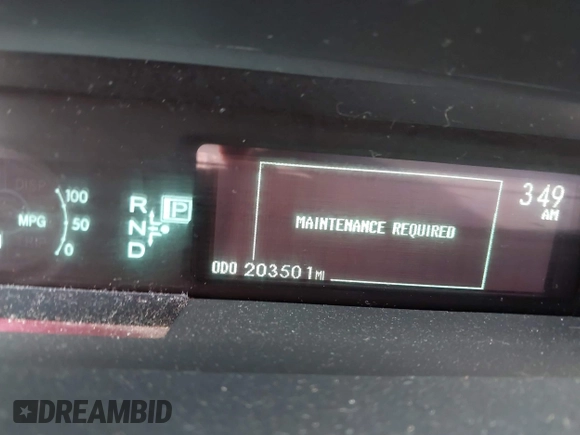 100
MPG
50
0
R
P
N
D
MAINTENANCE REQUIRED
349
AM
ODO 203501 MI
DREAMBID